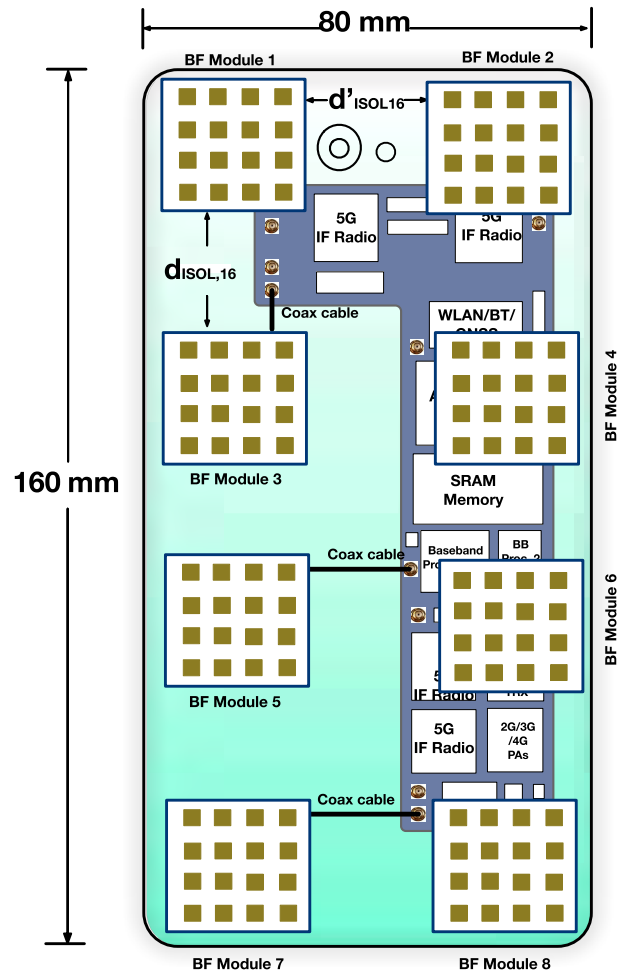 80 mm
BF Module 1
BF Module 2
d'ISOL16
5G
IF Radio
5G
IF Radio
dISOL,16
Coax cable
WLAN/BT/
BF Module 4
BF Module 3
160 mm
SRAM
Memory
Coax cable
Baseband
BB
BF Module 6
BF Module 5
IF Radio
5G
IF Radio
2G/3G
/4G
PAs
Coax cable
BF Module 7
BF Module 8